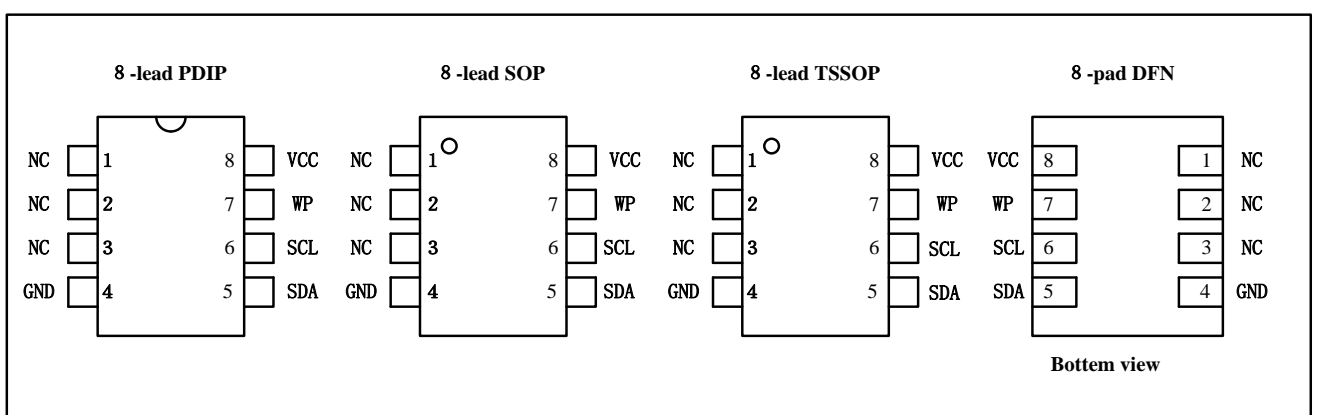 8 -lead PDIP 8 -lead SOP 8 -lead TSSOP 8 -pad DFN
NC 1 8 VCC NC 1 8 VCC NC 1 8 VCC VCC 8 1 NC
NC 2 7 WP NC 2 7 WP NC 2 7 WP WP 7 2 NC
NC 3 6 SCL NC 3 6 SCL NC 3 6 SCL SCL 6 3 NC
GND 4 5 SDA GND 4 5 SDA GND 4 5 SDA SDA 5 4 GND
Bottem view